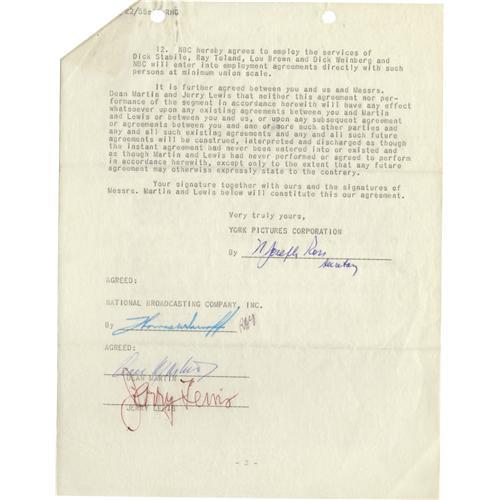 22/55
RHG
12. NBC hereby agrees to employ the services of
Dick Stabile, Ray Toland, Lou Brown and Dick Weinberg and
NBC will enter into employment agreements directly with such
persons at minimum union scale.
It is further agreed between you and us and Messrs.
Dean Martin and Jerry Lewis that neither this agreement nor per-
formance of the segment in accordance herewith will have any effect
whatsoever upon any existing agreements between you and Martin
and Lewis or between you and us, or upon any subsequent agreement
or agreements between you and one or more such other parties and
any and all such existing agreements and any and all such future
agreements will be construed, interpreted and discharged as though
the instant agreement had never been entered into or existed and
as though Martin and Lewis had never performed or agreed to perform
in accordance herewith, except only to the extent that any future
agreement may otherwise expressly state to the contrary.
Your signature together with ours and the signatures of
Messrs. Martin and Lewis below will constitute this our agreement.
Very truly yours,
YORK PICTURES CORPORATION
By N Joseph Ross
Secretary
AGREED:
NATIONAL BROADCASTING COMPANY, INC.
By Thomas W Sarnoff
AGREED:
Dean Martin
DEAN MARTIN
Jerry Lewis
JERRY LEWIS
- 3 -